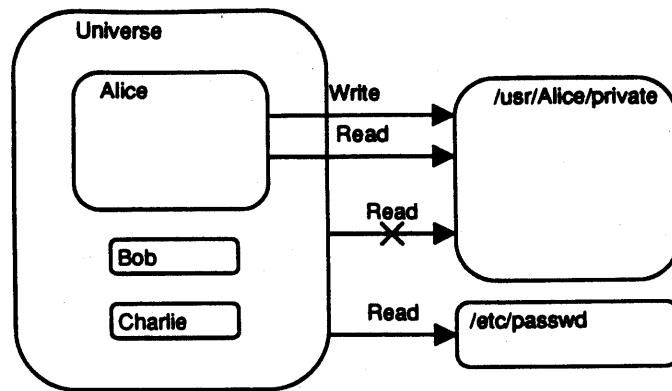 Universe
Alice
Write
/usr/Alice/private
Read
Read
Bob
Charlie
Read
/etc/passwd